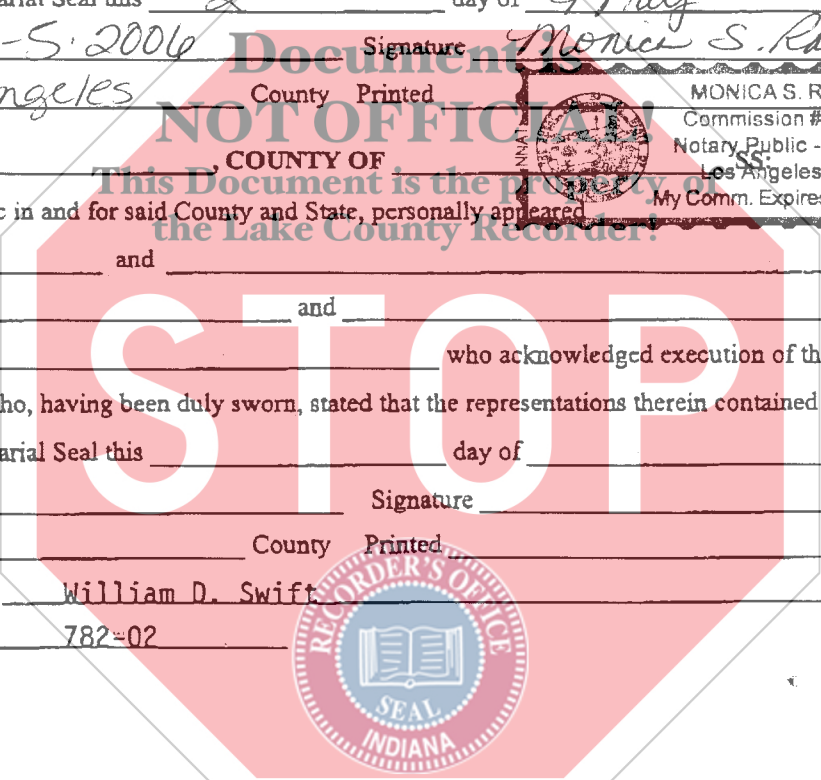 arial Seal this 2 day of May
-5-2006 Signature Monica S. Ra
ngeles County Printed
MONICA S. R
Commission #
Notary Public -
Los Angeles
My Comm. Expires
, COUNTY OF SS:
c in and for said County and State, personally appeared
and
and
who acknowledged execution of th
ho, having been duly sworn, stated that the representations therein contained
arial Seal this day of
Signature
County Printed
William D. Swift
782-02
Document is
NOT OFFICIAL!
This Document is the property of
the Lake County Recorder!
STOP
RECORDER'S OFFICE
SEAL
INDIANA